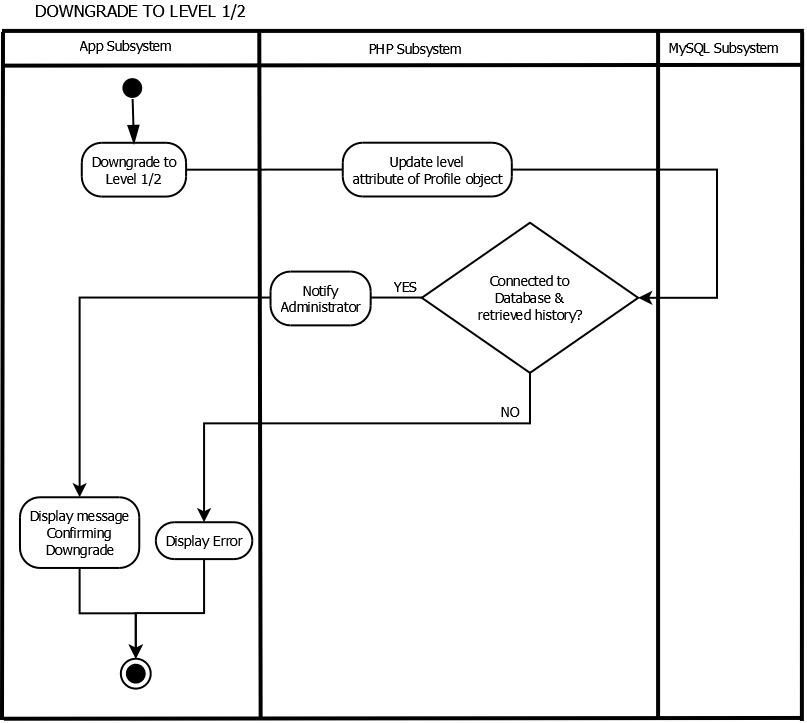 DOWNGRADE TO LEVEL 1/2
App Subsystem
PHP Subsystem
MySQL Subsystem
Downgrade to
Level 1/2
Update level
attribute of Profile object
Notify
Administrator
YES
Connected to
Database &
retrieved history?
NO
Display message
Confirming
Downgrade
Display Error